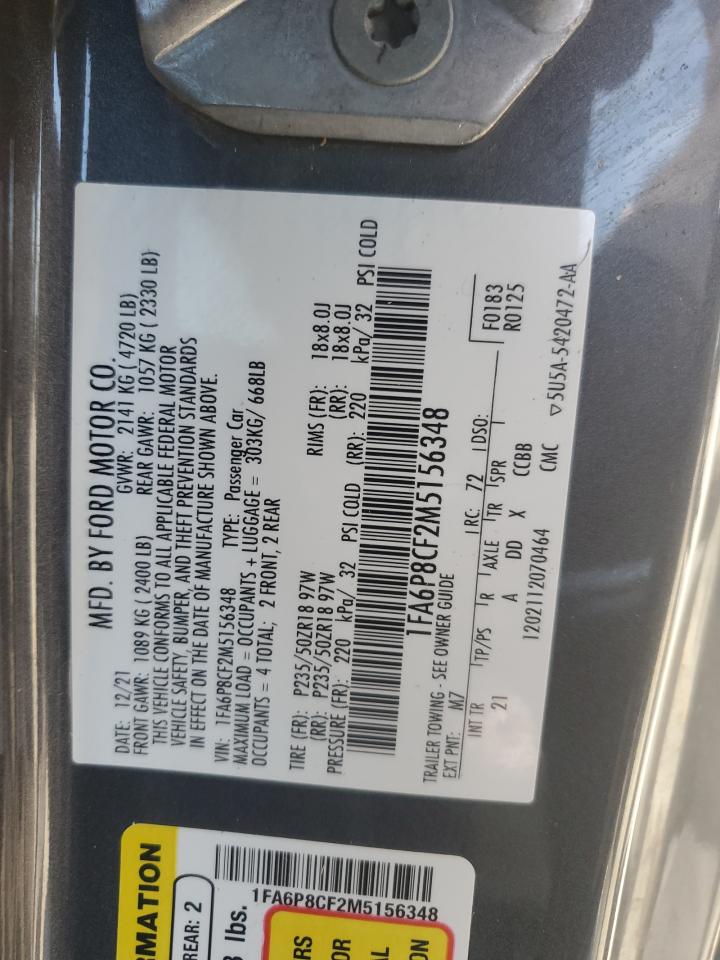 MFD. BY FORD MOTOR CO.
DATE: 12/21 GVWR: 2141 KG ( 4720 LB)
FRONT GAWR: 1089 KG ( 2400 LB) REAR GAWR: 1057 KG ( 2330 LB)
THIS VEHICLE CONFORMS TO ALL APPLICABLE FEDERAL MOTOR
VEHICLE SAFETY, BUMPER, AND THEFT PREVENTION STANDARDS
IN EFFECT ON THE DATE OF MANUFACTURE SHOWN ABOVE.
VIN: 1FA6P8CF2M5156348 TYPE: Passenger Car
MAXIMUM LOAD = OCCUPANTS + LUGGAGE = 303KG/ 668LB
OCCUPANTS = 4 TOTAL; 2 FRONT, 2 REAR
TIRE (FR): P235/50ZR18 97W RIMS (FR): 18x8.0J
(RR): P235/50ZR18 97W (RR): 18x8.0J
PRESSURE (FR): 220 kPa/ 32 PSI COLD (RR): 220 kPa/ 32 PSI COLD
1FA6P8CF2M5156348
TRAILER TOWING - SEE OWNER GUIDE
EXT PNT: M7 RC: 72 DSO: F0183
R0125
INT TR TP/PS R AXLE TR SPR
21 A DD X CCBB
1202112070464 CMC ▽5U5A-5420472-AA
RMATION
REAR: 2
1FA6P8CF2M5156348
lbs.